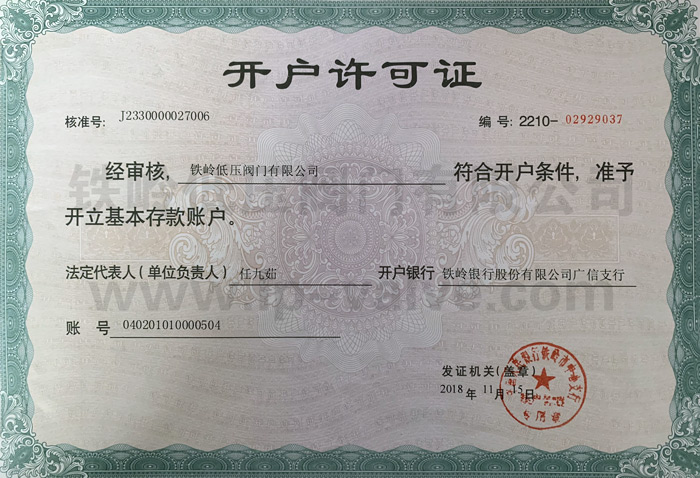 开户许可证
核准号: J2330000027006 编号: 2210-02929037
经审核, 铁岭低压阀门有限公司 符合开户条件, 准予
开立基本存款账户。
法定代表人(单位负责人) 任九茹 开户银行 铁岭银行股份有限公司广信支行
www.lp-valve.com
账 号 040201010000504
发证机关(盖章)
2018 年 11 月 15 日